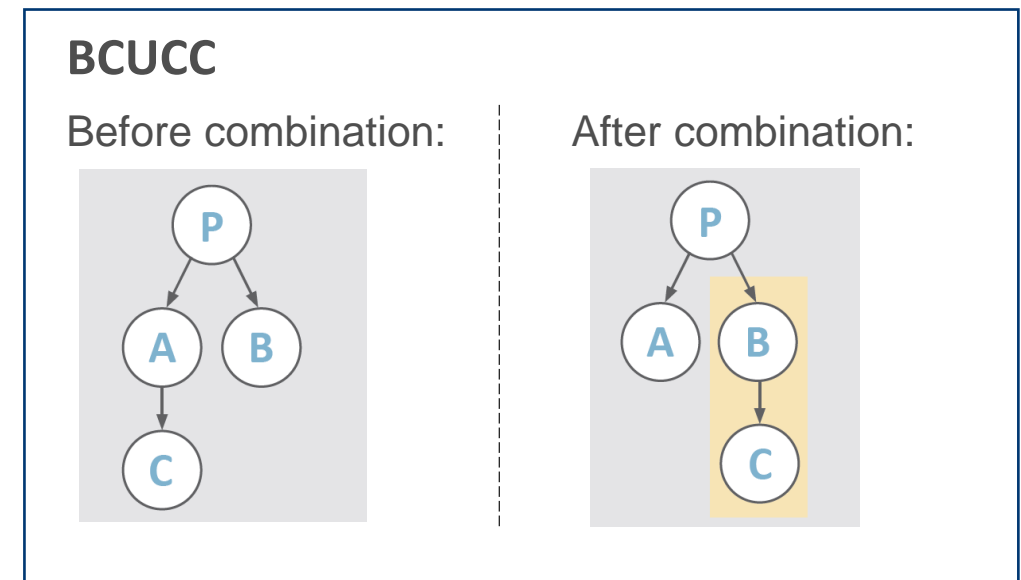 BCUCC
Before combination:
P
A B
C
After combination:
P
A B
C